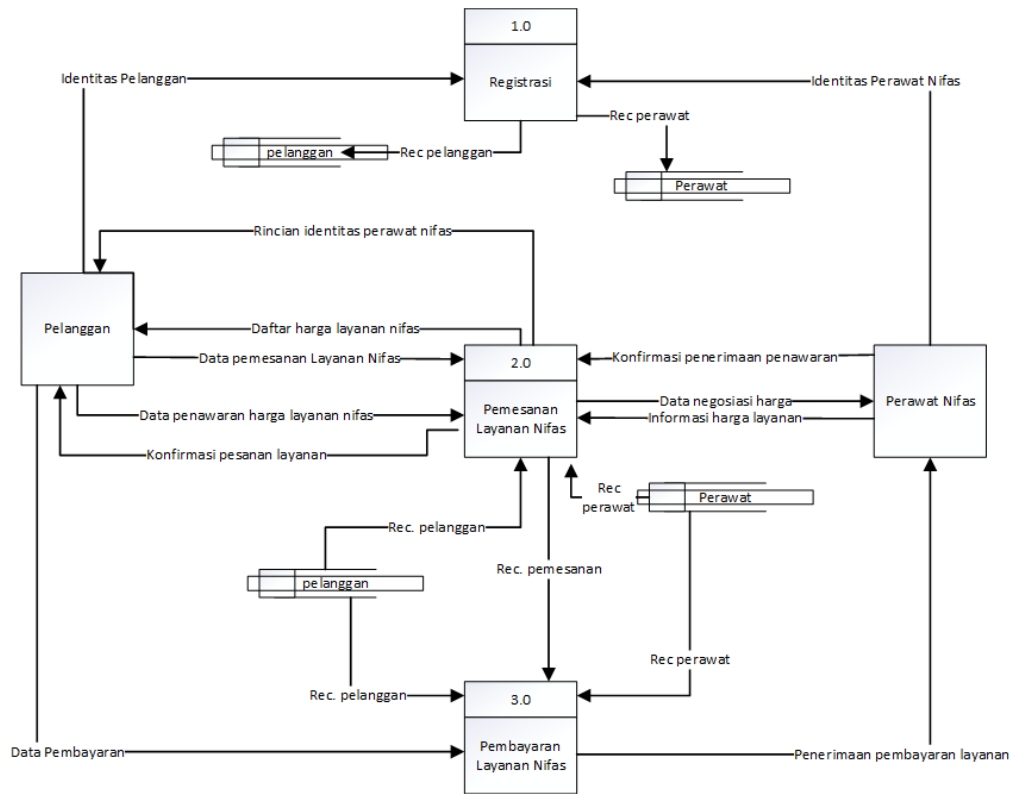 1.0
Registrasi
Identitas Pelanggan
Identitas Perawat Nifas
Rec perawat
Rec pelanggan
pelanggan
Perawat
Rincian identitas perawat nifas
Pelanggan
Daftar harga layanan nifas
Data pemesanan Layanan Nifas
Data penawaran harga layanan nifas
Konfirmasi pesanan layanan
2.0
Pemesanan
Layanan Nifas
Konfirmasi penerimaan penawaran
Data negosiasi harga
Informasi harga layanan
Perawat Nifas
Rec
perawat
Perawat
Rec. pelanggan
pelanggan
Rec. pemesanan
Rec perawat
Rec. pelanggan
3.0
Pembayaran
Layanan Nifas
Data Pembayaran
Penerimaan pembayaran layanan